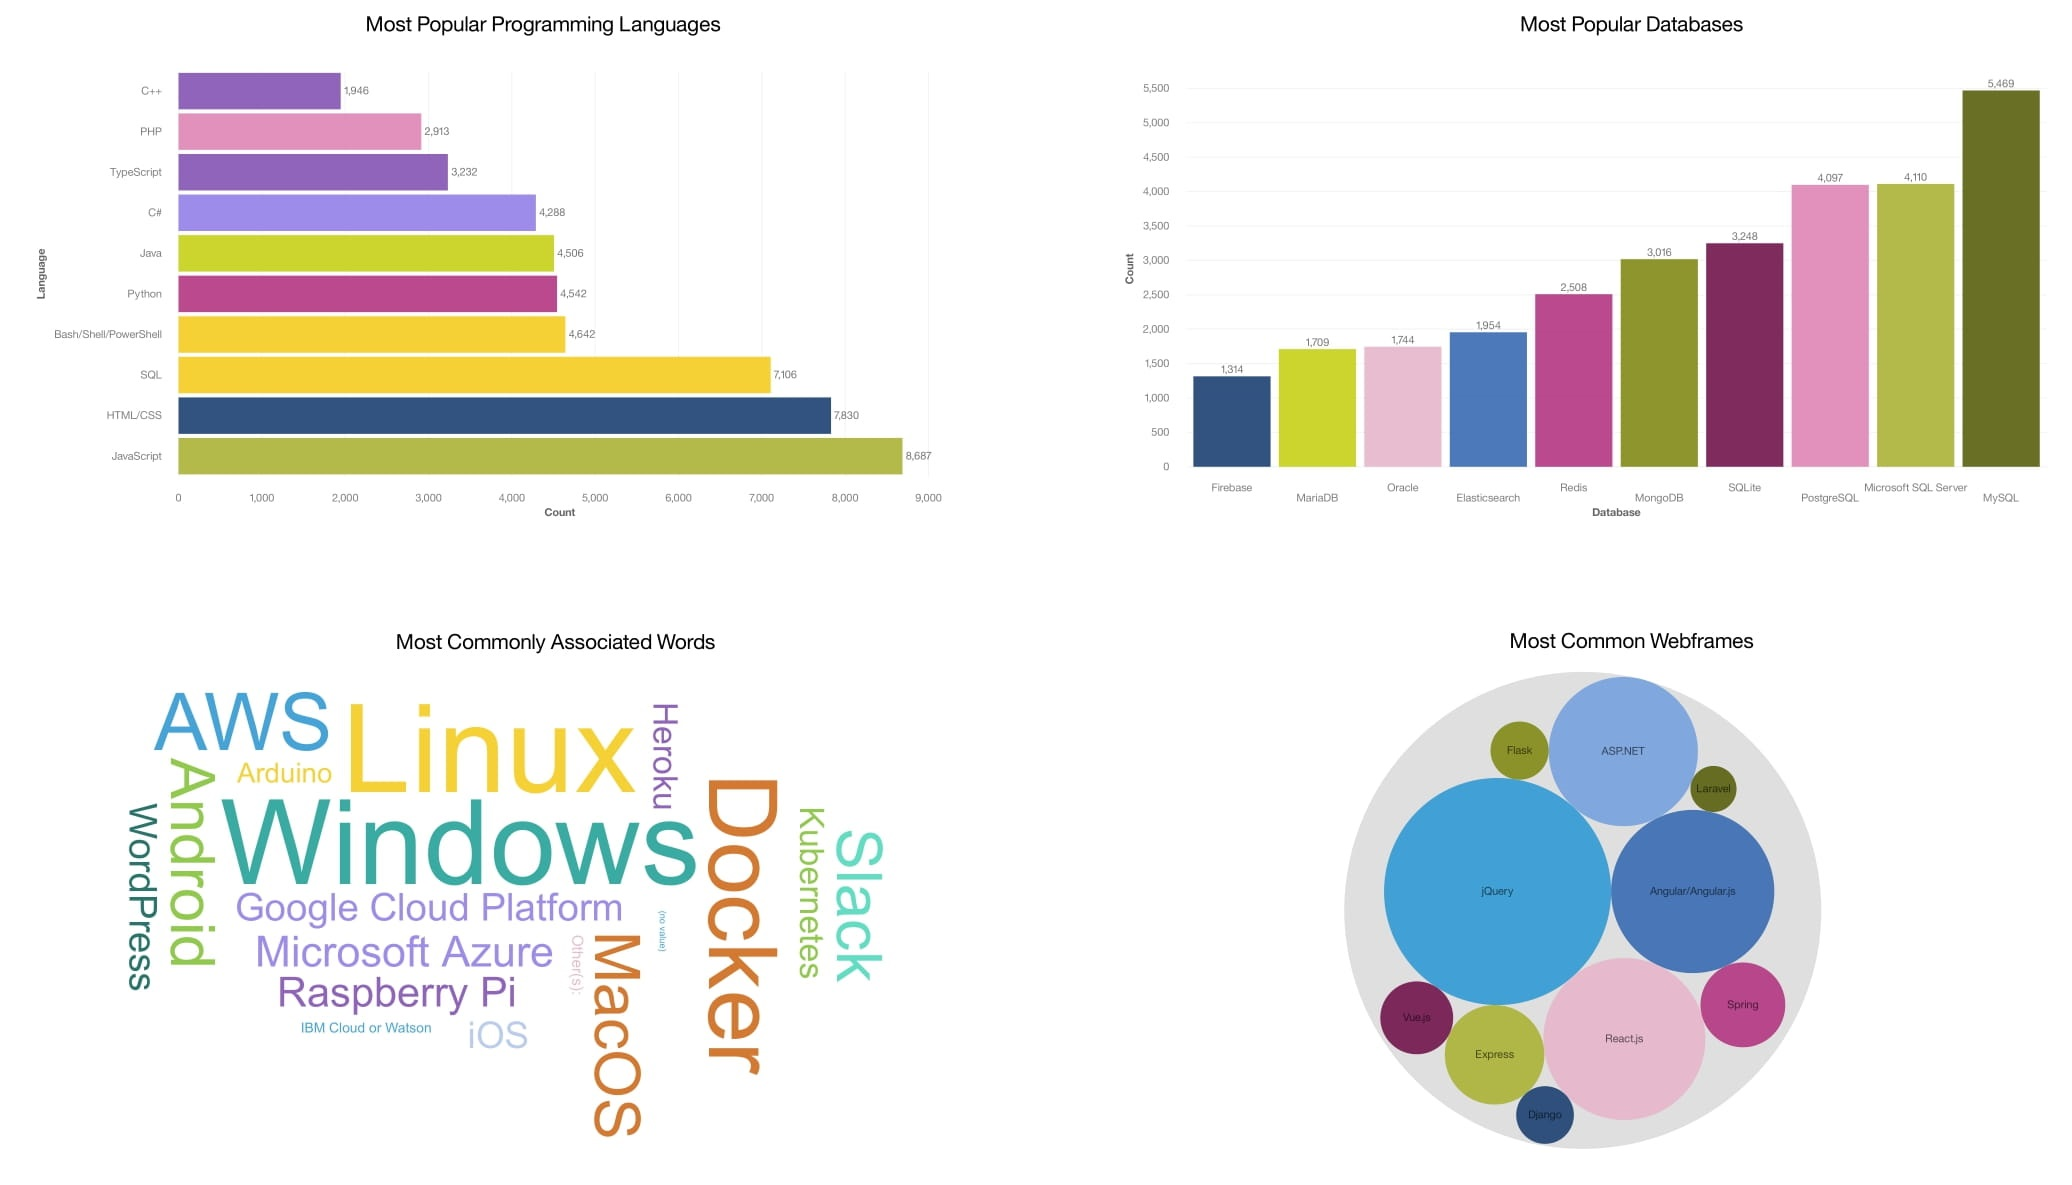 Most Popular Programming Languages
C++
1,946
PHP
2,913
TypeScript
3,232
C#
4,288
Java
4,506
Python
4,542
Bash/Shell/PowerShell
4,642
SQL
7,106
HTML/CSS
7,830
JavaScript
8,687
Language
0 1,000 2,000 3,000 4,000 5,000 6,000 7,000 8,000 9,000
Count
Most Popular Databases
5,500
5,000
4,500
4,000
3,500
3,000
2,500
2,000
1,500
1,000
500
0
Count
1,314
1,709
1,744
1,954
2,508
3,016
3,248
4,097
4,110
5,469
Firebase
MariaDB
Oracle
Elasticsearch
Redis
MongoDB
SQLite
PostgreSQL
Microsoft SQL Server
MySQL
Database
Most Commonly Associated Words
AWS
Linux
Heroku
Arduino
Android
WordPress
Windows
Docker
Kubernetes
Slack
Google Cloud Platform
(no value)
Microsoft Azure
Other(s):
MacOS
Raspberry Pi
IBM Cloud or Watson
iOS
Most Common Webframes
Flask
ASP.NET
Laravel
jQuery
Angular/Angular.js
Vue.js
Spring
Express
React.js
Django